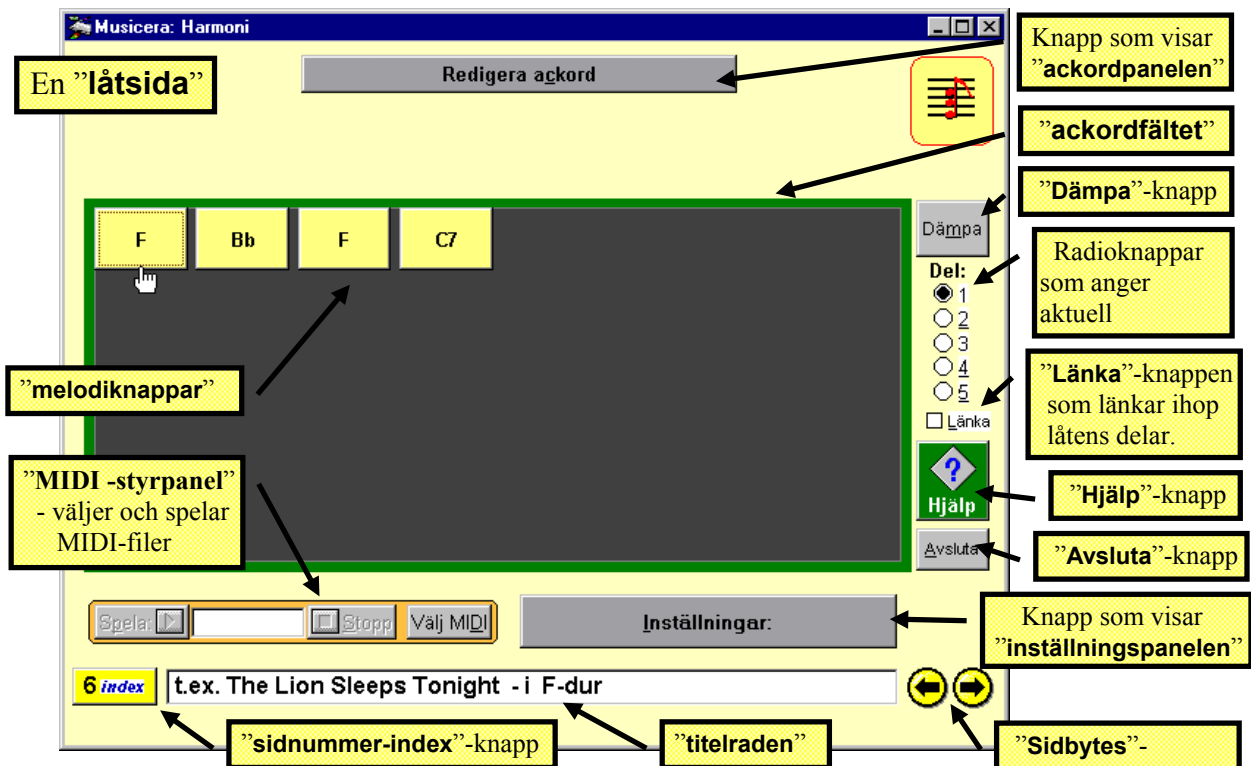 Musicera: Harmoni
En ”låtsida”
Redigera ackord
Knapp som visar
”ackordpanelen”
”ackordfältet”
”Dämpa”-knapp
F
Bb
F
C7
Dämpa
Del:
1
2
3
4
5
Länka
Radioknappar
som anger
aktuell
”melodiknappar”
”Länka”-knappen
som länkar ihop
låtens delar.
”MIDI -styrpanel”
- väljer och spelar
MIDI-filer
?
Hjälp
”Hjälp”-knapp
Avsluta
”Avsluta”-knapp
Spela:
Stopp
Välj MIDI
Inställningar:
Knapp som visar
”inställningspanelen”
6 index
t.ex. The Lion Sleeps Tonight - i F-dur
”sidnummer-index”-knapp
”titelraden”
”Sidbytes”-